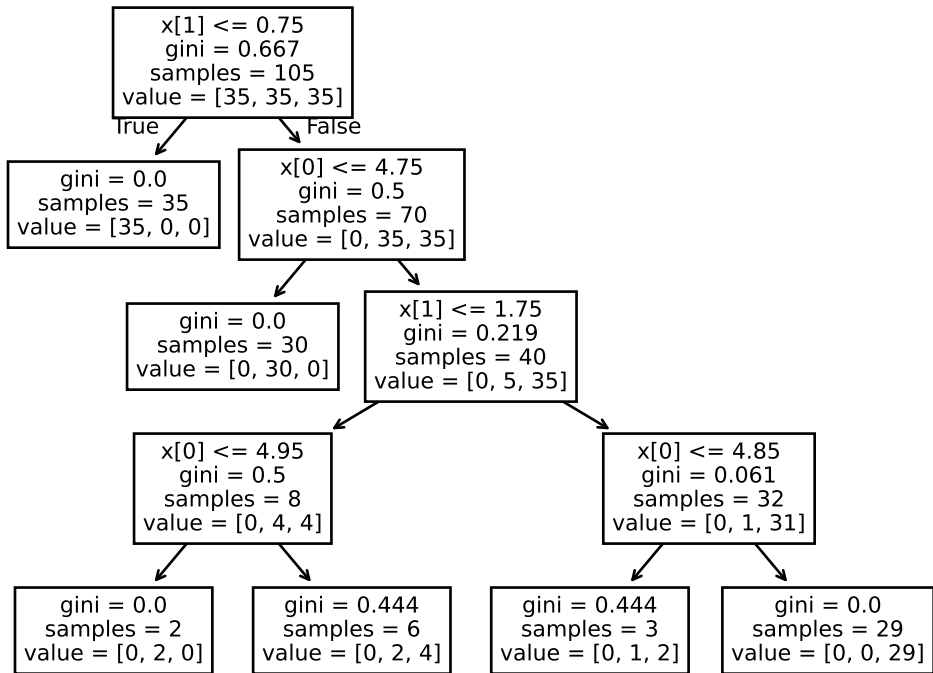 x[1] <= 0.75
gini = 0.667
samples = 105
value = [35, 35, 35]
True
False
gini = 0.0
samples = 35
value = [35, 0, 0]
x[0] <= 4.75
gini = 0.5
samples = 70
value = [0, 35, 35]
gini = 0.0
samples = 30
value = [0, 30, 0]
x[1] <= 1.75
gini = 0.219
samples = 40
value = [0, 5, 35]
x[0] <= 4.95
gini = 0.5
samples = 8
value = [0, 4, 4]
x[0] <= 4.85
gini = 0.061
samples = 32
value = [0, 1, 31]
gini = 0.0
samples = 2
value = [0, 2, 0]
gini = 0.444
samples = 6
value = [0, 2, 4]
gini = 0.444
samples = 3
value = [0, 1, 2]
gini = 0.0
samples = 29
value = [0, 0, 29]